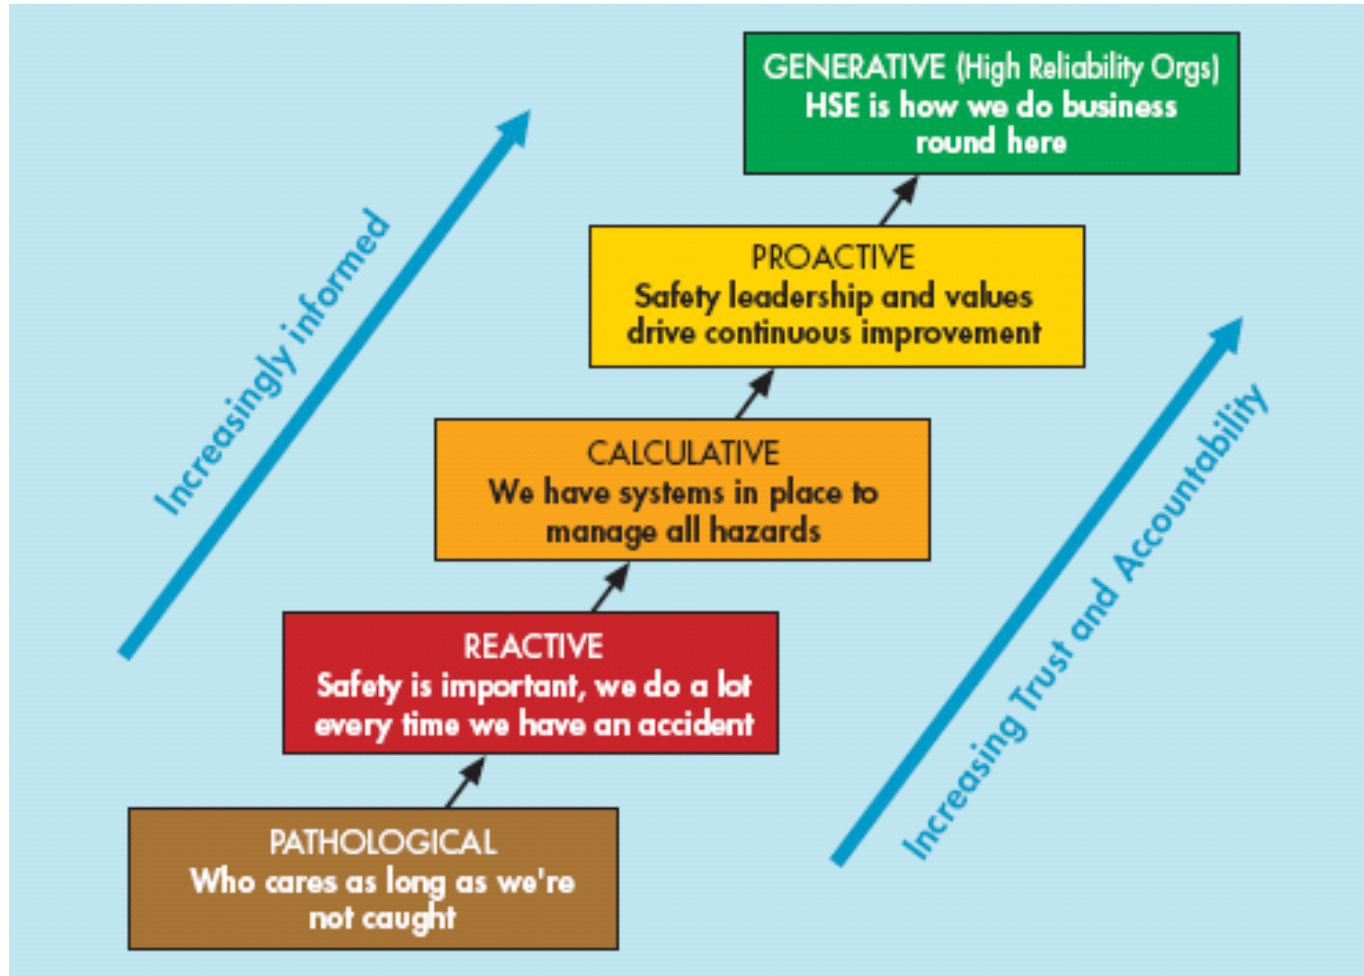 GENERATIVE (High Reliability Orgs)
HSE is how we do business
round here
Increasingly informed
PROACTIVE
Safety leadership and values
drive continuous improvement
CALCULATIVE
We have systems in place to
manage all hazards
Increasing Trust and Accountability
REACTIVE
Safety is important, we do a lot
every time we have an accident
PATHOLOGICAL
Who cares as long as we're
not caught